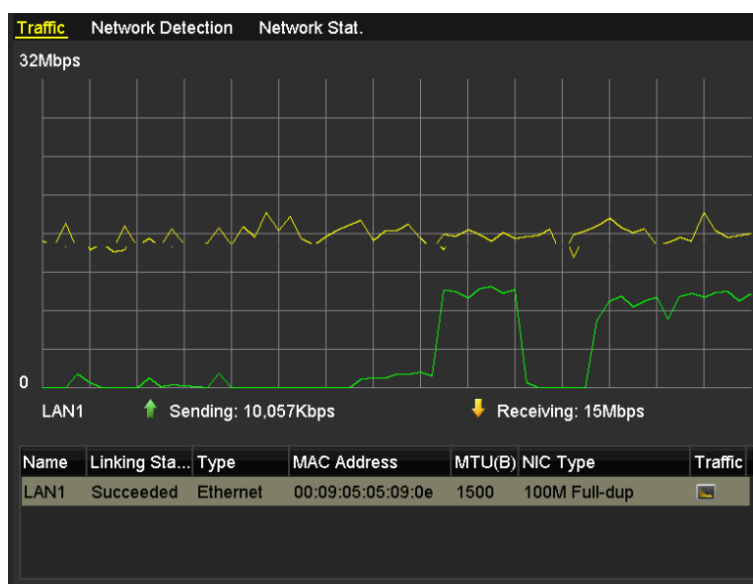 Traffic Network Detection Network Stat.
32Mbps
0
LAN1 Sending: 10,057Kbps Receiving: 15Mbps
Name Linking Sta... Type MAC Address MTU(B) NIC Type Traffic
LAN1 Succeeded Ethernet 00:09:05:05:09:0e 1500 100M Full-dup